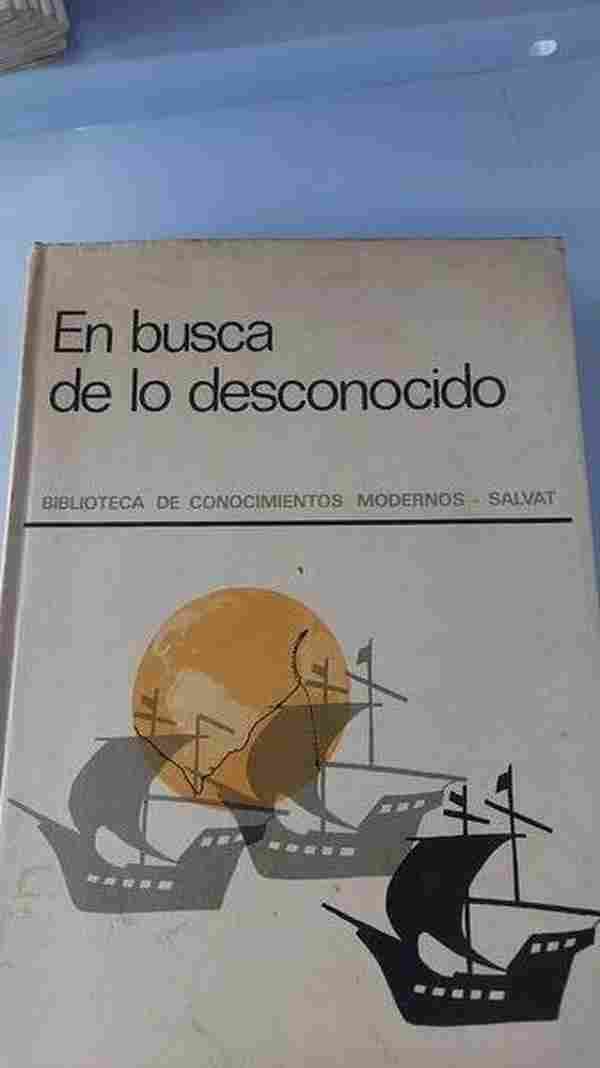 En busca
de lo desconocido
BIBLIOTECA DE CONOCIMIENTOS MODERNOS - SALVAT